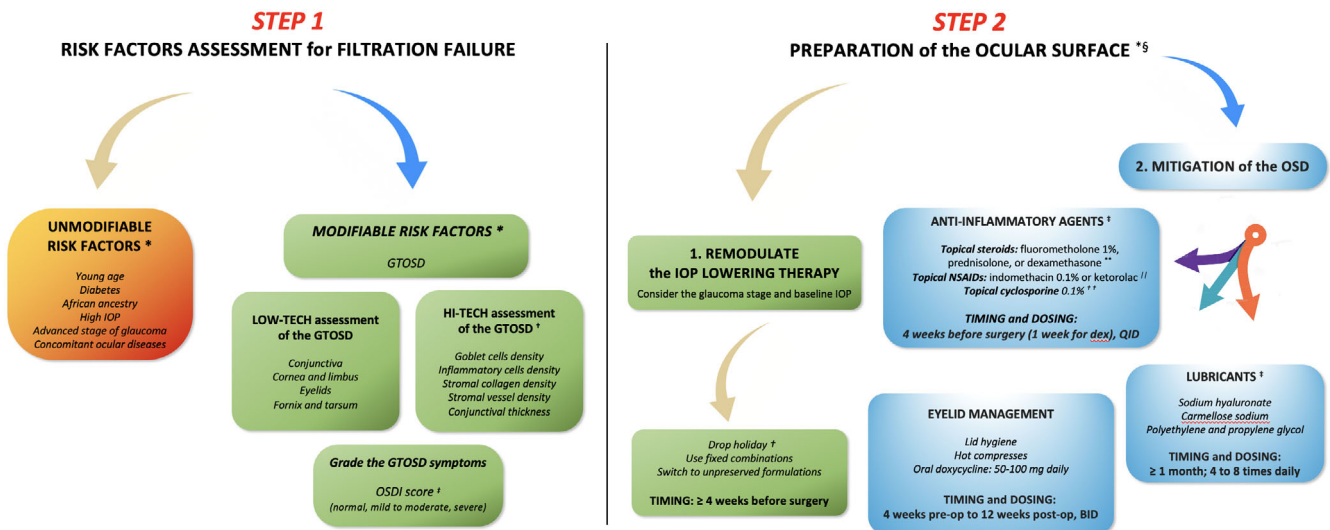 STEP 1
RISK FACTORS ASSESSMENT for FILTRATION FAILURE
UNMODIFIABLE
RISK FACTORS *
Young age
Diabetes
African ancestry
High IOP
Advanced stage of glaucoma
Concomitant ocular diseases
MODIFIABLE RISK FACTORS *
GTOSD
LOW-TECH assessment
of the GTOSD
Conjunctiva
Cornea and limbus
Eyelids
Fornix and tarsum
HI-TECH assessment
of the GTOSD †
Goblet cells density
Inflammatory cells density
Stromal collagen density
Stromal vessel density
Conjunctival thickness
Grade the GTOSD symptoms
OSDI score ‡
(normal, mild to moderate, severe)
STEP 2
PREPARATION of the OCULAR SURFACE *§
1. REMODULATE
the IOP LOWERING THERAPY
Consider the glaucoma stage and baseline IOP
Drop holiday †
Use fixed combinations
Switch to unpreserved formulations
TIMING: ≥ 4 weeks before surgery
2. MITIGATION of the OSD
ANTI-INFLAMMATORY AGENTS ‡
Topical steroids: fluorometholone 1%,
prednisolone, or dexamethasone **
Topical NSAIDs: indomethacin 0.1% or ketorolac //
Topical cyclosporine 0.1% ††
TIMING and DOSING:
4 weeks before surgery (1 week for dex), QID
EYELID MANAGEMENT
Lid hygiene
Hot compresses
Oral doxycycline: 50-100 mg daily
TIMING and DOSING:
4 weeks pre-op to 12 weeks post-op, BID
LUBRICANTS ‡
Sodium hyaluronate
Carmellose sodium
Polyethylene and propylene glycol
TIMING and DOSING:
≥ 1 month; 4 to 8 times daily